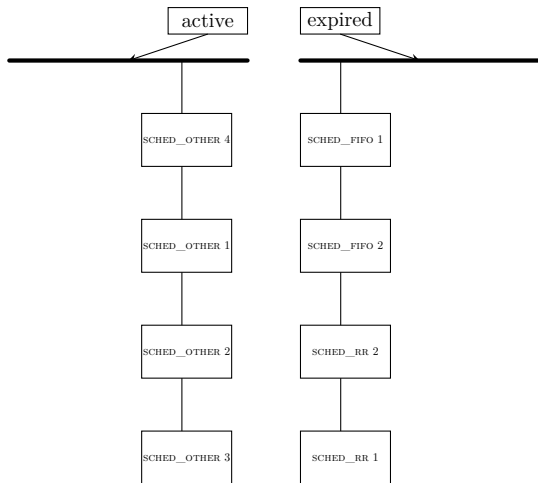 active
expired
SCHED_OTHER 4
SCHED_FIFO 1
SCHED_OTHER 1
SCHED_FIFO 2
SCHED_OTHER 2
SCHED_RR 2
SCHED_OTHER 3
SCHED_RR 1